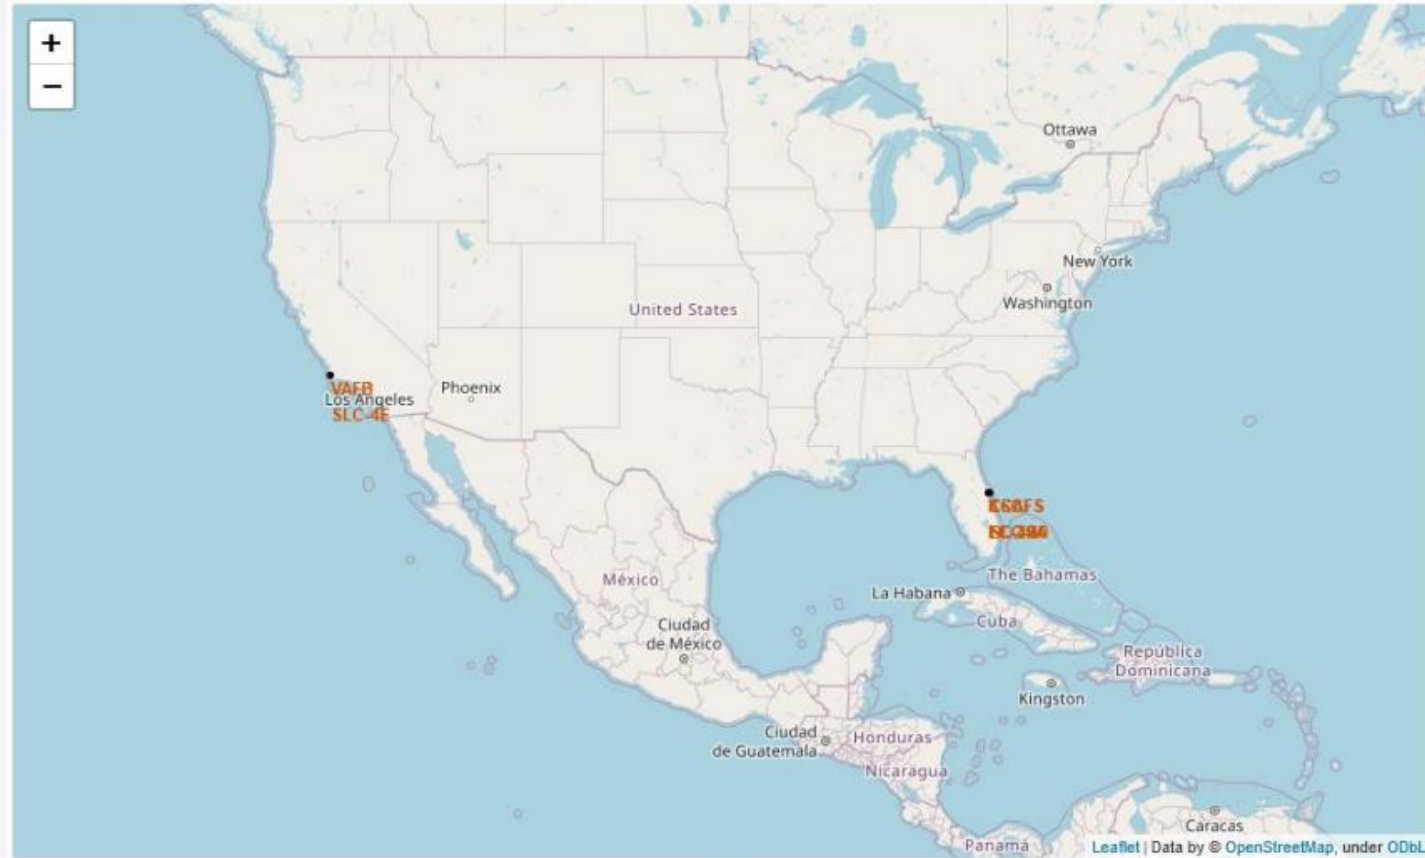 +
−
Ottawa
New York
Washington
United States
VAFB
Phoenix
Los Angeles
SLC-4E
The Bahamas
México
La Habana
Cuba
Ciudad
de México
República
Dominicana
Kingston
Ciudad
de Guatemala
Honduras
Nicaragua
Caracas
Panamá
Leaflet | Data by © OpenStreetMap, under ODbL